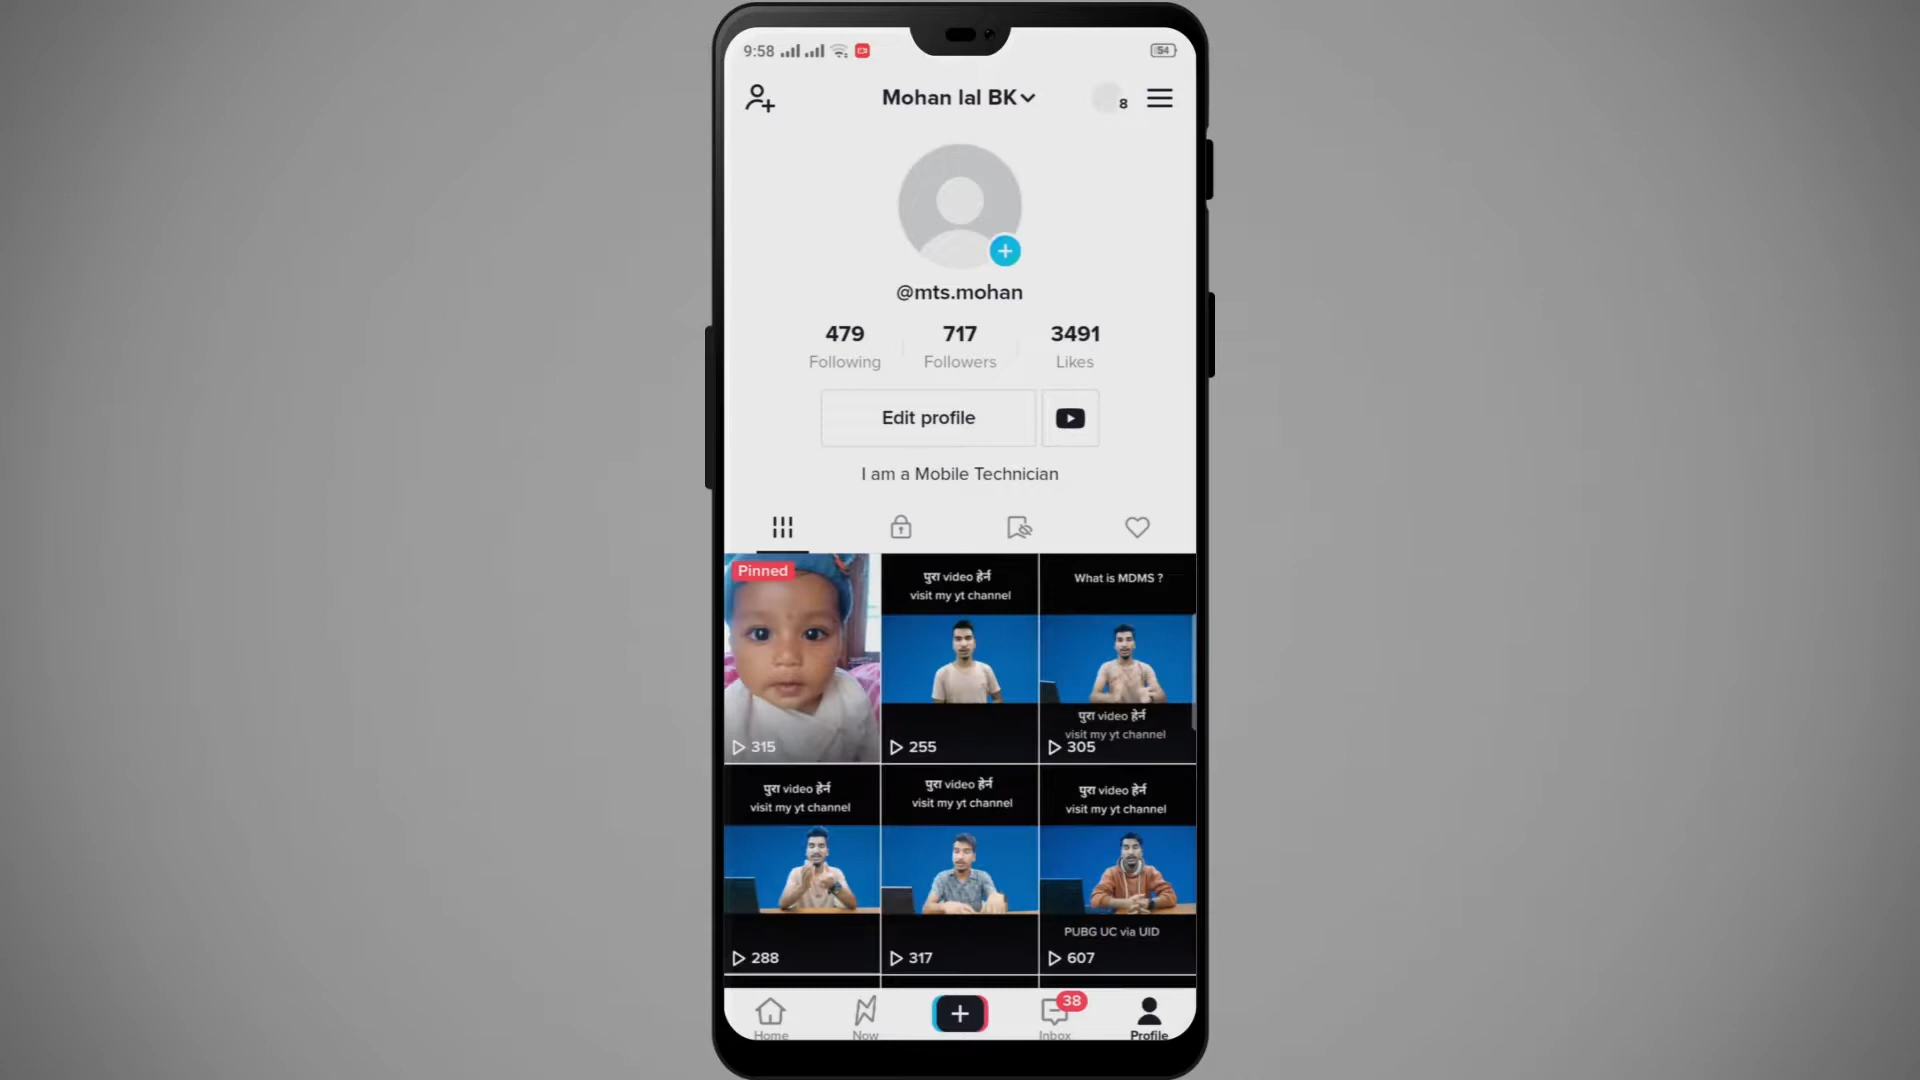 9:58
54
Mohan lal BK
8
@mts.mohan
479
717
3491
Following
Followers
Likes
Edit profile
I am a Mobile Technician
Pinned
315
पुरा video हेर्न
visit my yt channel
255
What is MDMS ?
पुरा video हेर्न
visit my yt channel
305
पुरा video हेर्न
visit my yt channel
288
पुरा video हेर्न
visit my yt channel
317
पुरा video हेर्न
visit my yt channel
PUBG UC via UID
607
Home
Now
38
Inbox
Profile